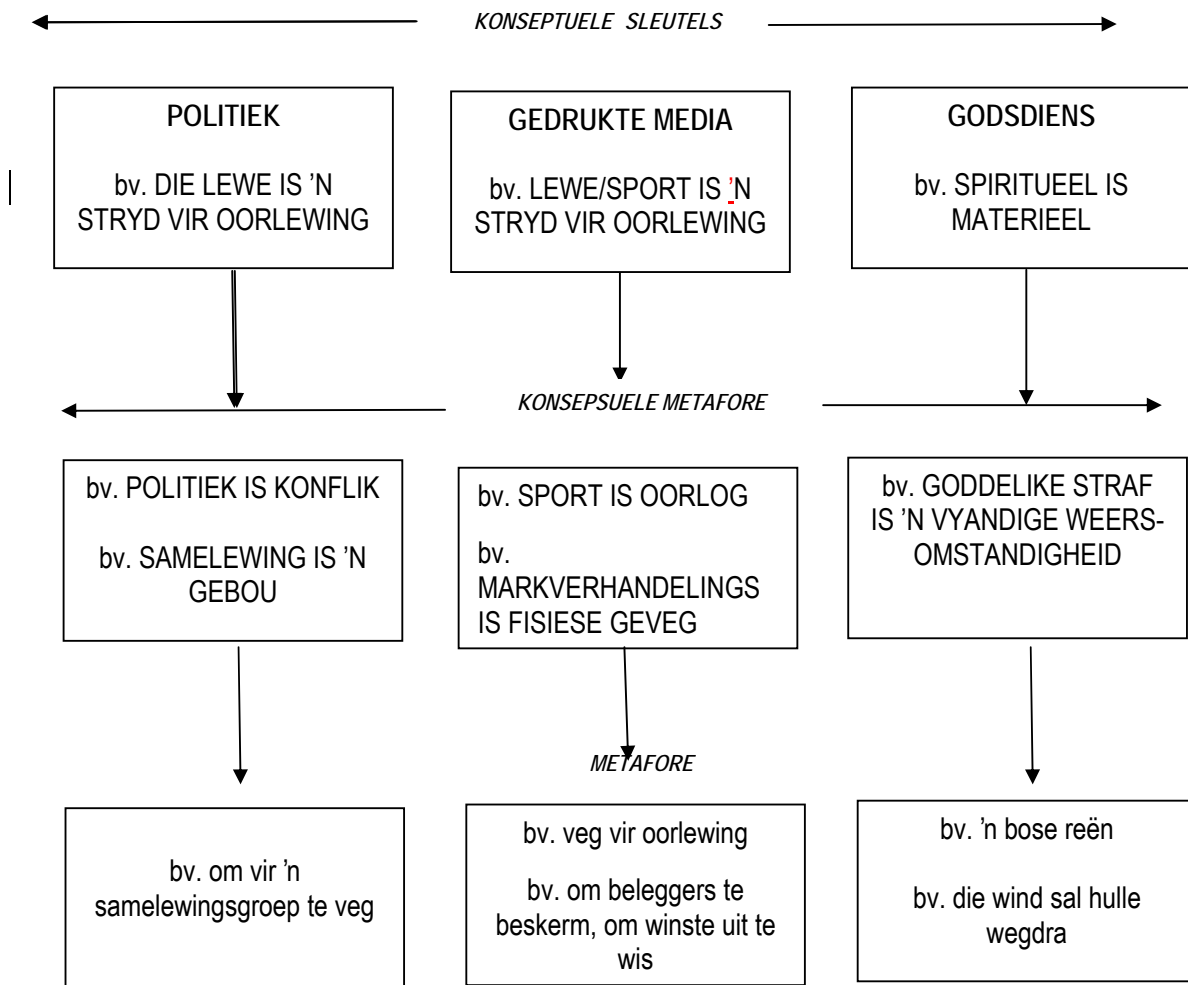 KONSEPTUELE SLEUTELS
POLITIEK
bv. DIE LEWE IS 'N
STRYD VIR OORLEWING
GEDRUKTE MEDIA
bv. LEWE/SPORT IS 'N
STRYD VIR OORLEWING
GODSDIENS
bv. SPIRITUEEL IS
MATERIEEL
KONSEPSUELE METAFORE
bv. POLITIEK IS KONFLIK
bv. SAMELEWING IS 'N
GEBOU
bv. SPORT IS OORLOG
bv.
MARKVERHANDELINGS
IS FISIESE GEVEG
bv. GODDELIKE STRAF
IS 'N VYANDIGE WEERS-
OMSTANDIGHEID
METAFORE
bv. om vir 'n
samelewingsgroep te veg
bv. veg vir oorlewing
bv. om beleggers te
beskerm, om winste uit te
wis
bv. 'n bose reën
bv. die wind sal hulle
wegdra